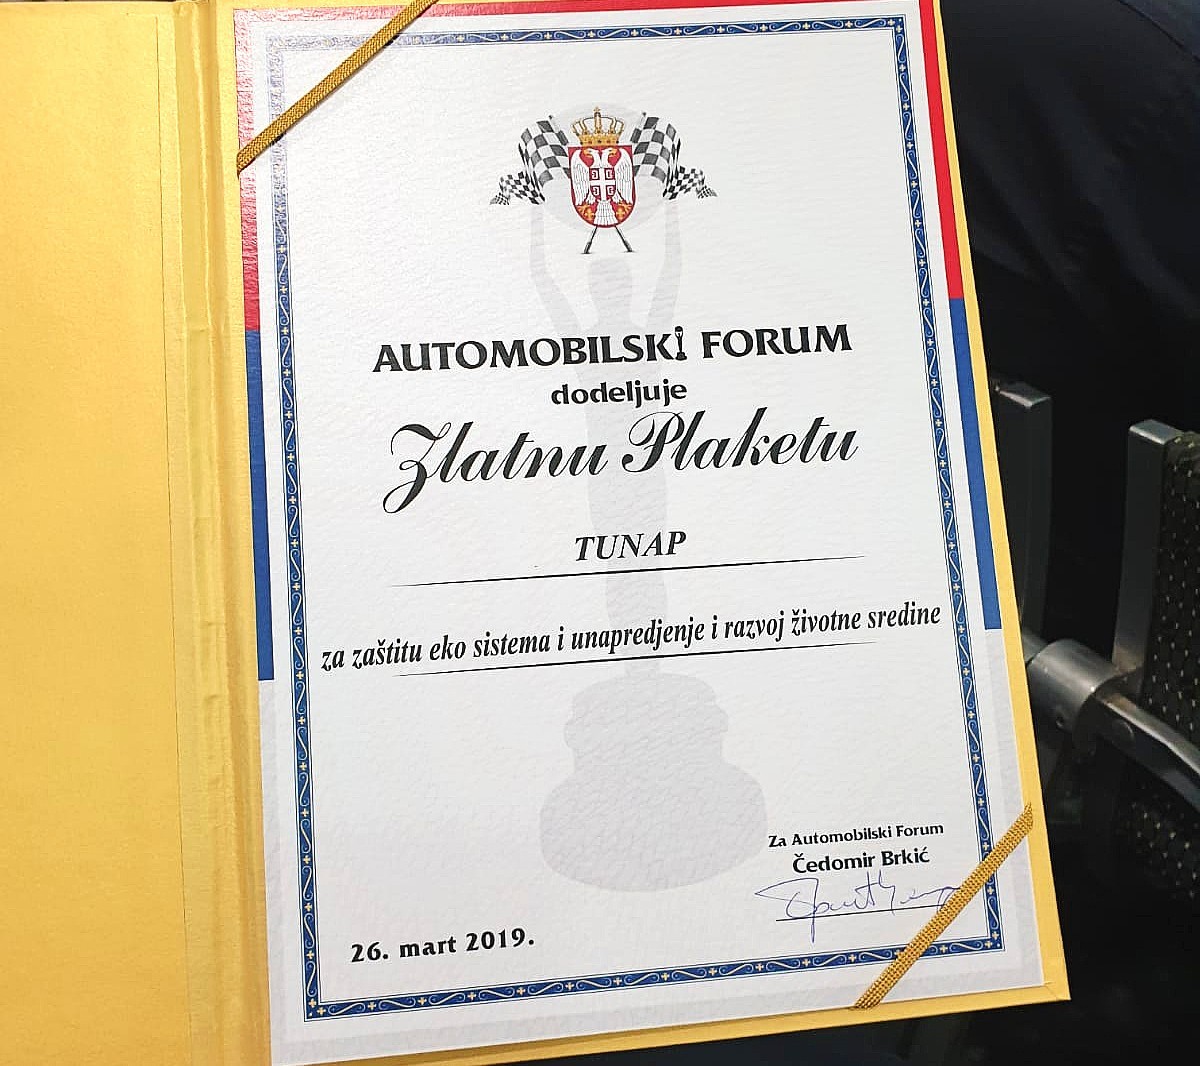 AUTOMOBILSKI FORUM
dodeljuje
Zlatnu Plaketu
TUNAP
za zaštitu eko sistema i unapredjenje i razvoj životne sredine
Za Automobilski Forum
Čedomir Brkić
26. mart 2019.